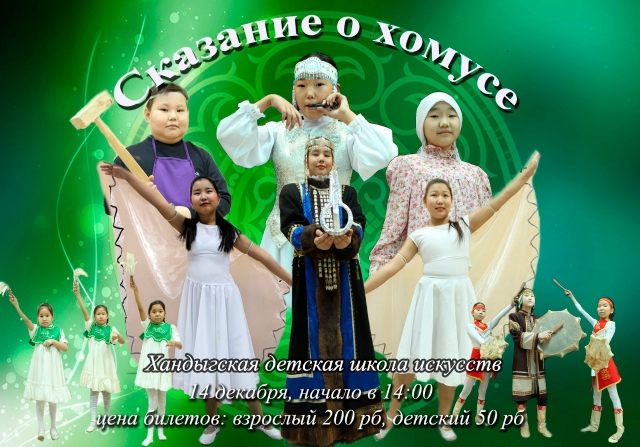 Сказание о хомусе
Хандыгская детская школа искусств
14 декабря, начало в 14:00
цена билетов: взрослый 200 рб, детский 50 рб